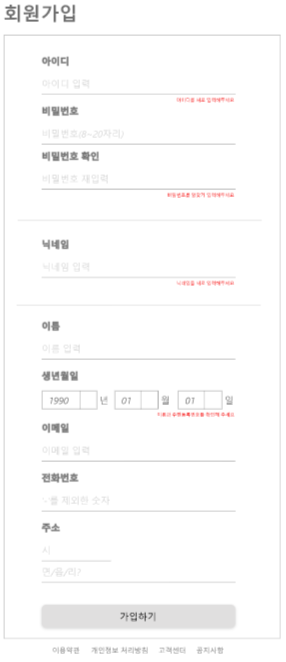 회원가입
아이디
아이디 입력
아이디를 새로 입력해주세요
비밀번호
비밀번호(8~20자리)
비밀번호 확인
비밀번호 재입력
비밀번호를 입력해주세요
닉네임
닉네임 입력
닉네임을 새로 입력해주세요
이름
이름 입력
생년월일
1990 년 01 월 01 일
이메일
이메일 입력
전화번호
'-'를 제외한 숫자
주소
시
면/읍/리?
가입하기
이용약관 개인정보 처리방침 고객센터 공지사항